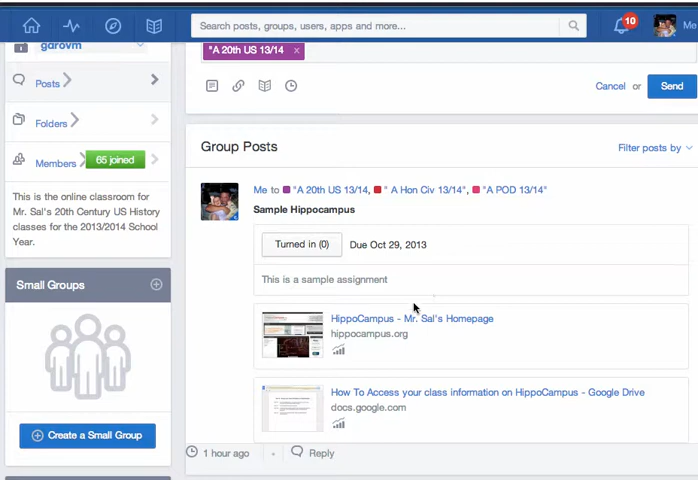 Search posts, groups, users, apps and more...
10
Me
garovm
"A 20th US 13/14 x
Posts
Cancel or Send
Folders
Members 65 joined
Group Posts
Filter posts by
This is the online classroom for
Mr. Sal's 20th Century US History
classes for the 2013/2014 School
Year.
Me to "A 20th US 13/14, " A Hon Civ 13/14", "A POD 13/14"
Sample Hippocampus
Turned in (0) Due Oct 29, 2013
This is a sample assignment
Small Groups
HippoCampus - Mr. Sal's Homepage
hippocampus.org
How To Access your class information on HippoCampus - Google Drive
docs.google.com
Create a Small Group
1 hour ago
Reply